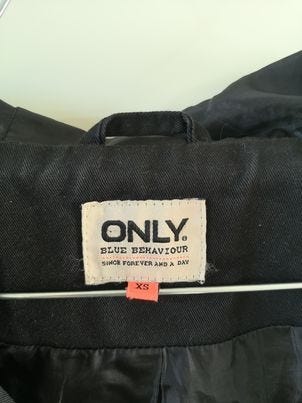 ONLY®
BLUE BEHAVIOUR
SINCE FOREVER AND A DAY
XS